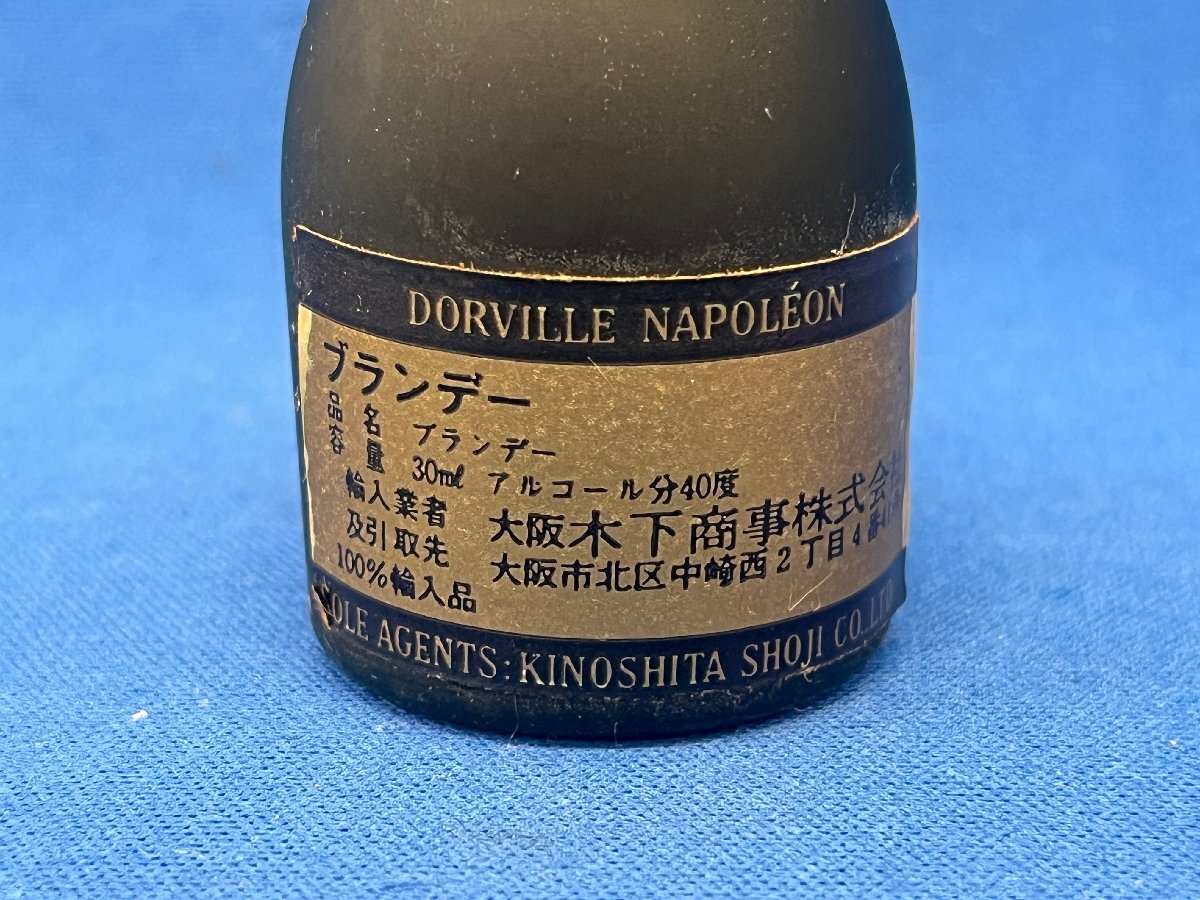 DORVILLE NAPOLÉON
ブランデー
品名 ブランデー
容量 30ml アルコール分40度
輸入業者 大阪木下商事株式会社
及引取先 大阪市北区中崎西2丁目4番
100%輸入品
SOLE AGENTS: KINOSHITA SHOJI CO. LTD